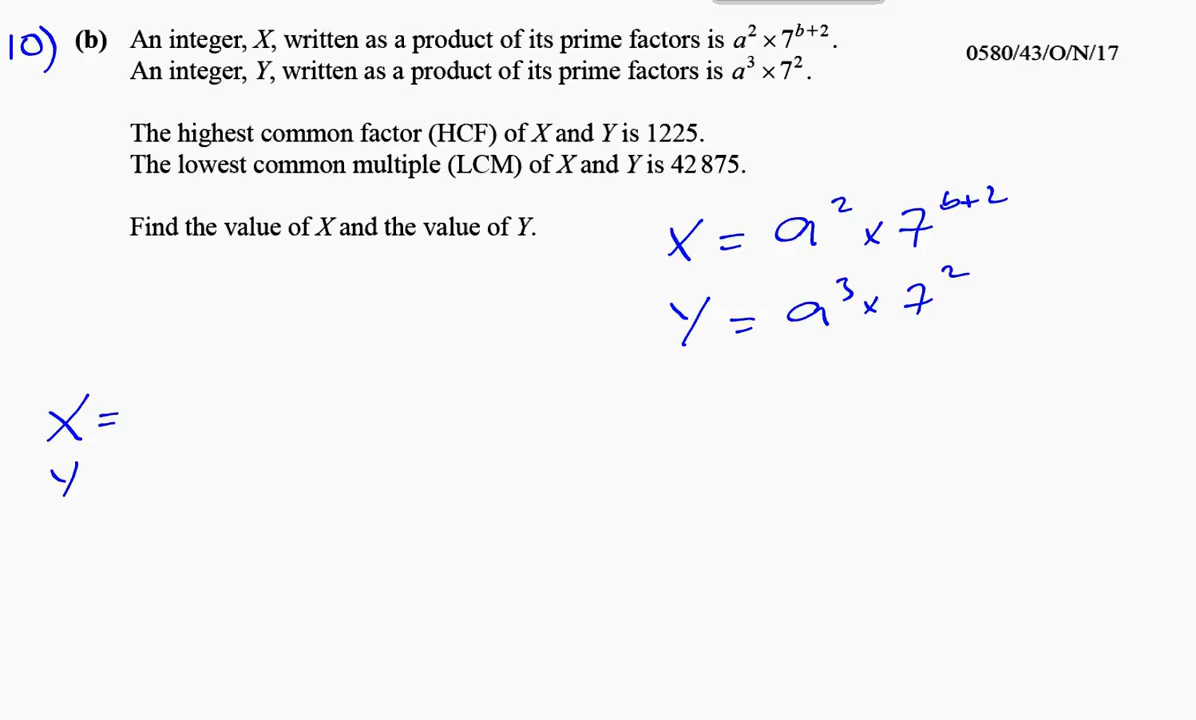 10) (b) An integer, X, written as a product of its prime factors is a² × 7ᵇ⁺².
An integer, Y, written as a product of its prime factors is a³ × 7².
0580/43/O/N/17
The highest common factor (HCF) of X and Y is 1225.
The lowest common multiple (LCM) of X and Y is 42 875.
Find the value of X and the value of Y.
X = a² × 7ᵇ⁺²
Y = a³ × 7²
X =
Y